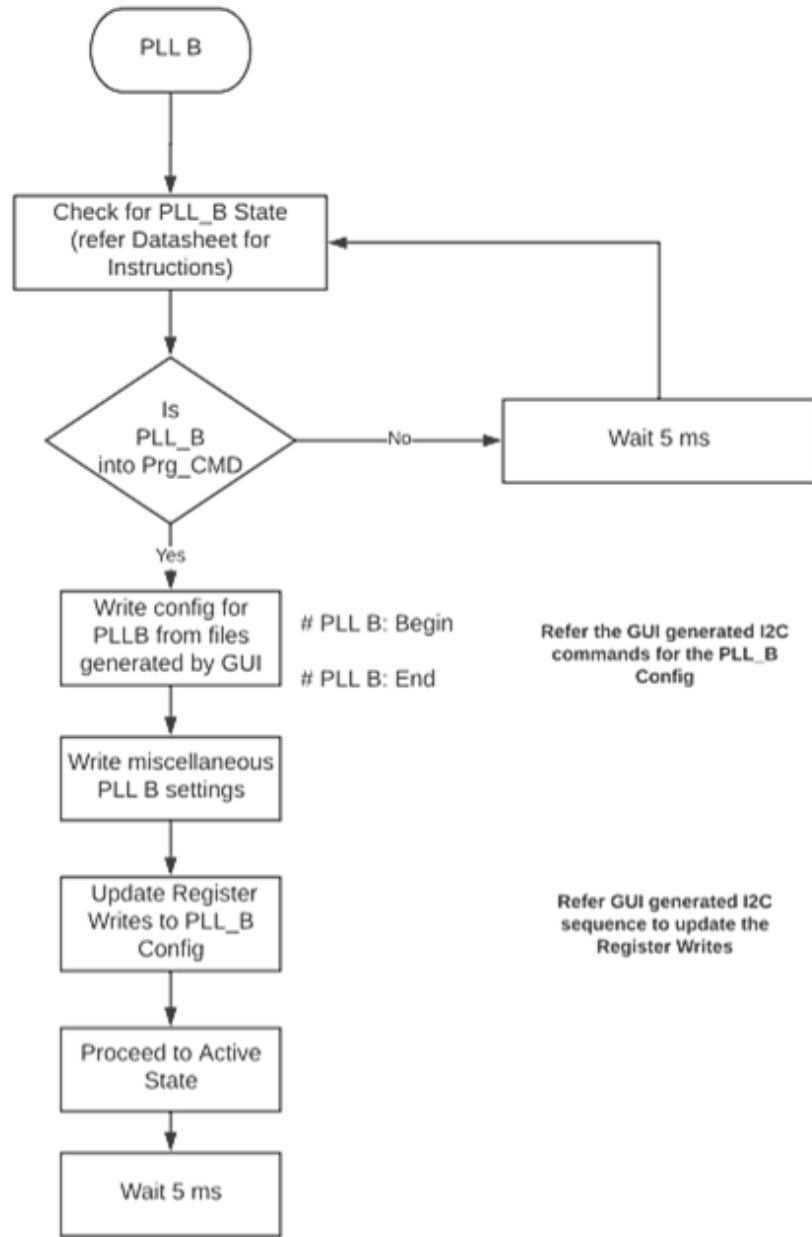 PLL B
Check for PLL_B State
(refer Datasheet for
Instructions)
Is
PLL_B
into Prg_CMD
No
Wait 5 ms
Yes
Write config for
PLLB from files
generated by GUI
# PLL B: Begin
# PLL B: End
Refer the GUI generated I2C
commands for the PLL_B
Config
Write miscellaneous
PLL B settings
Update Register
Writes to PLL_B
Config
Refer GUI generated I2C
sequence to update the
Register Writes
Proceed to Active
State
Wait 5 ms